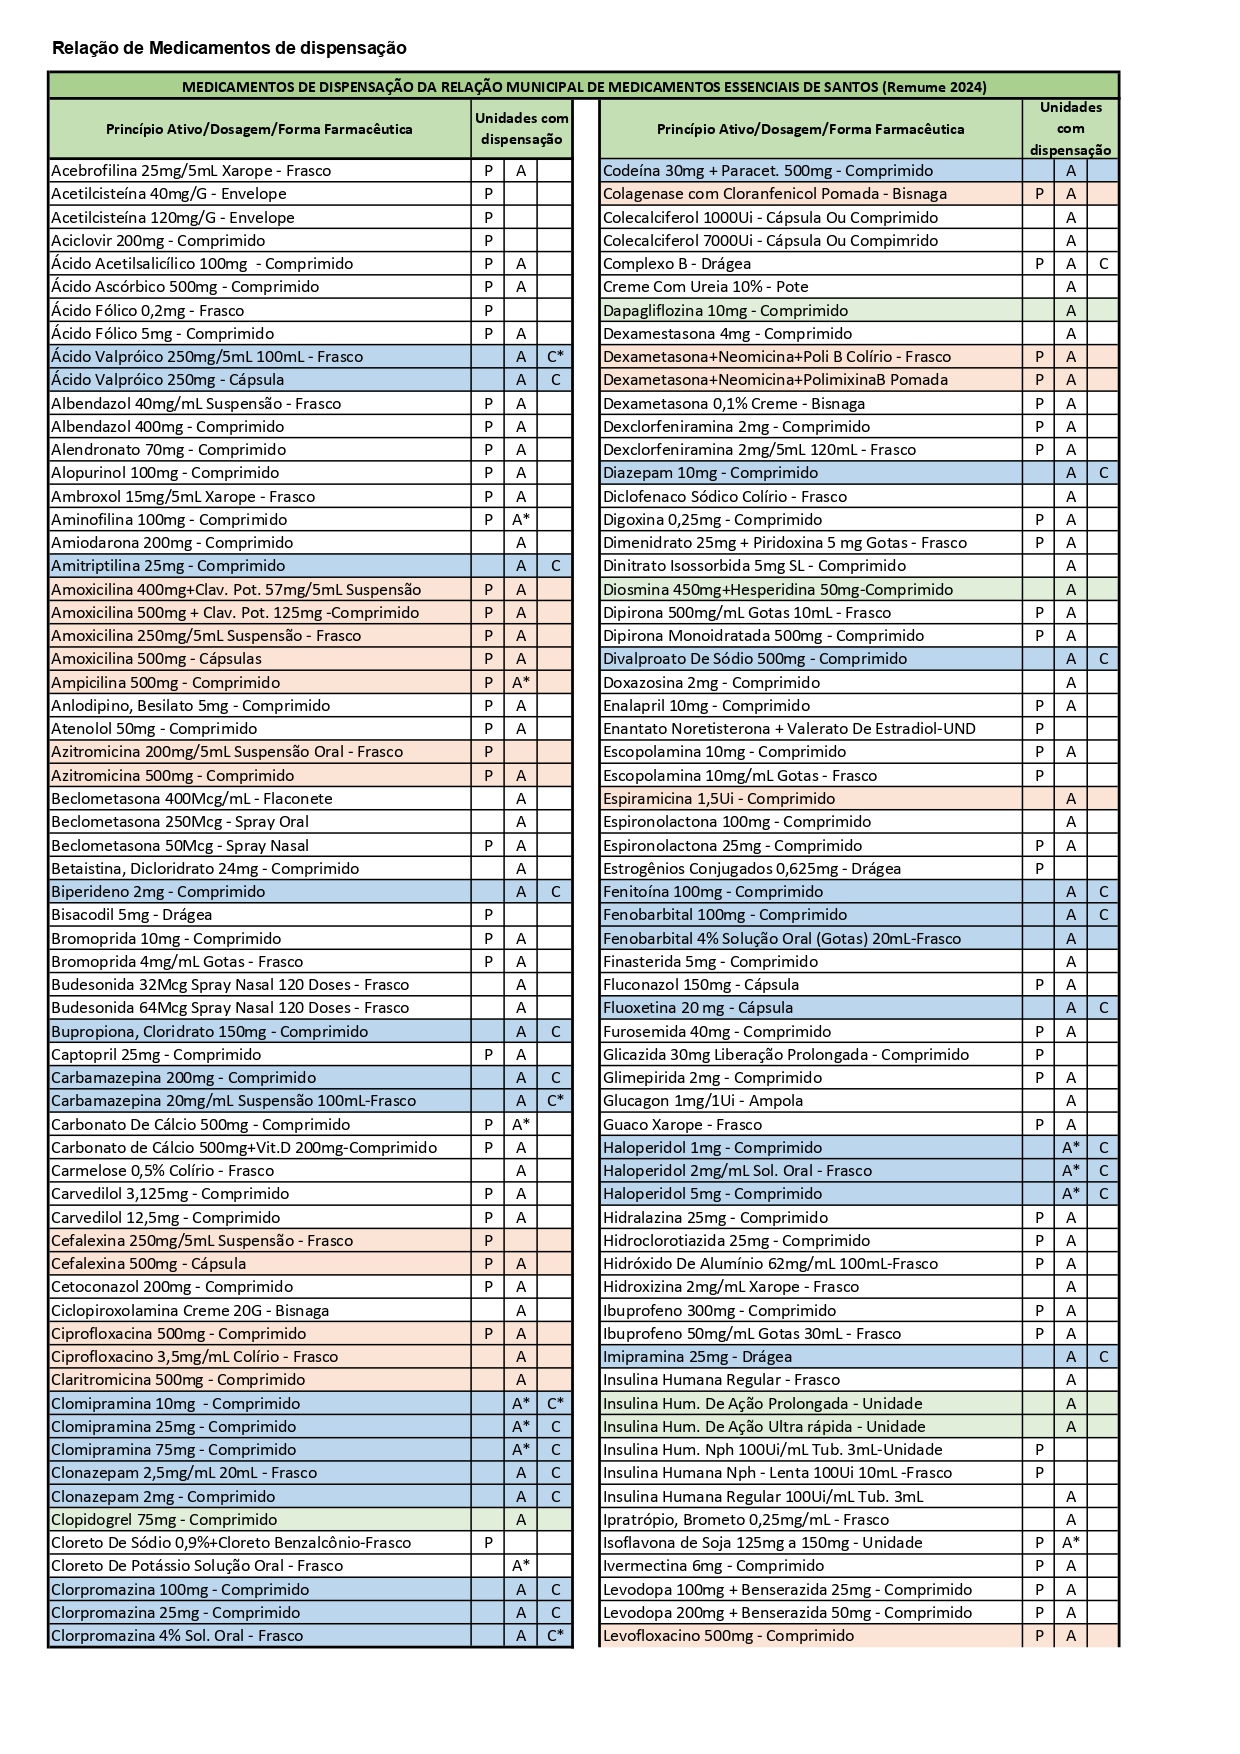 Relação de Medicamentos de dispensação
MEDICAMENTOS DE DISPENSAÇÃO DA RELAÇÃO MUNICIPAL DE MEDICAMENTOS ESSENCIAIS DE SANTOS (Remume 2024)
Princípio Ativo/Dosagem/Forma Farmacêutica
Unidades com
dispensação
Acebrofilina 25mg/5mL Xarope - Frasco P A
Acetilcisteína 40mg/G - Envelope P
Acetilcisteína 120mg/G - Envelope P
Aciclovir 200mg - Comprimido P
Ácido Acetilsalicílico 100mg - Comprimido P A
Ácido Ascórbico 500mg - Comprimido P A
Ácido Fólico 0,2mg - Frasco P
Ácido Fólico 5mg - Comprimido P A
Ácido Valpróico 250mg/5mL 100mL - Frasco A C*
Ácido Valpróico 250mg - Cápsula A C
Albendazol 40mg/mL Suspensão - Frasco P A
Albendazol 400mg - Comprimido P A
Alendronato 70mg - Comprimido P A
Alopurinol 100mg - Comprimido P A
Ambroxol 15mg/5mL Xarope - Frasco P A
Aminofilina 100mg - Comprimido P A*
Amiodarona 200mg - Comprimido A
Amitriptilina 25mg - Comprimido A C
Amoxicilina 400mg+Clav. Pot. 57mg/5mL Suspensão P A
Amoxicilina 500mg + Clav. Pot. 125mg -Comprimido P A
Amoxicilina 250mg/5mL Suspensão - Frasco P A
Amoxicilina 500mg - Cápsulas P A
Ampicilina 500mg - Comprimido P A*
Anlodipino, Besilato 5mg - Comprimido P A
Atenolol 50mg - Comprimido P A
Azitromicina 200mg/5mL Suspensão Oral - Frasco P
Azitromicina 500mg - Comprimido P A
Beclometasona 400Mcg/mL - Flaconete A
Beclometasona 250Mcg - Spray Oral A
Beclometasona 50Mcg - Spray Nasal P A
Betaistina, Dicloridrato 24mg - Comprimido A
Biperideno 2mg - Comprimido A C
Bisacodil 5mg - Drágea P
Bromoprida 10mg - Comprimido P A
Bromoprida 4mg/mL Gotas - Frasco P A
Budesonida 32Mcg Spray Nasal 120 Doses - Frasco A
Budesonida 64Mcg Spray Nasal 120 Doses - Frasco A
Bupropiona, Cloridrato 150mg - Comprimido A C
Captopril 25mg - Comprimido P A
Carbamazepina 200mg - Comprimido A C
Carbamazepina 20mg/mL Suspensão 100mL-Frasco A C*
Carbonato De Cálcio 500mg - Comprimido P A*
Carbonato de Cálcio 500mg+Vit.D 200mg-Comprimido P A
Carmelose 0,5% Colírio - Frasco A
Carvedilol 3,125mg - Comprimido P A
Carvedilol 12,5mg - Comprimido P A
Cefalexina 250mg/5mL Suspensão - Frasco P
Cefalexina 500mg - Cápsula P A
Cetoconazol 200mg - Comprimido P A
Ciclopiroxolamina Creme 20G - Bisnaga A
Ciprofloxacina 500mg - Comprimido P A
Ciprofloxacino 3,5mg/mL Colírio - Frasco A
Claritromicina 500mg - Comprimido A
Clomipramina 10mg - Comprimido A* C*
Clomipramina 25mg - Comprimido A* C
Clomipramina 75mg - Comprimido A* C
Clonazepam 2,5mg/mL 20mL - Frasco A C
Clonazepam 2mg - Comprimido A C
Clopidogrel 75mg - Comprimido A
Cloreto De Sódio 0,9%+Cloreto Benzalcônio-Frasco P
Cloreto De Potássio Solução Oral - Frasco A*
Clorpromazina 100mg - Comprimido A C
Clorpromazina 25mg - Comprimido A C
Clorpromazina 4% Sol. Oral - Frasco A C*
Princípio Ativo/Dosagem/Forma Farmacêutica
Unidades
com
dispensação
Codeína 30mg + Paracet. 500mg - Comprimido A
Colagenase com Cloranfenicol Pomada - Bisnaga P A
Colecalciferol 1000Ui - Cápsula Ou Comprimido A
Colecalciferol 7000Ui - Cápsula Ou Compimrido A
Complexo B - Drágea P A C
Creme Com Ureia 10% - Pote A
Dapagliflozina 10mg - Comprimido A
Dexamestasona 4mg - Comprimido A
Dexametasona+Neomicina+Poli B Colírio - Frasco P A
Dexametasona+Neomicina+PolimixinaB Pomada P A
Dexametasona 0,1% Creme - Bisnaga P A
Dexclorfeniramina 2mg - Comprimido P A
Dexclorfeniramina 2mg/5mL 120mL - Frasco P A
Diazepam 10mg - Comprimido A C
Diclofenaco Sódico Colírio - Frasco A
Digoxina 0,25mg - Comprimido P A
Dimenidrato 25mg + Piridoxina 5 mg Gotas - Frasco P A
Dinitrato Isossorbida 5mg SL - Comprimido A
Diosmina 450mg+Hesperidina 50mg-Comprimido A
Dipirona 500mg/mL Gotas 10mL - Frasco P A
Dipirona Monoidratada 500mg - Comprimido P A
Divalproato De Sódio 500mg - Comprimido A C
Doxazosina 2mg - Comprimido A
Enalapril 10mg - Comprimido P A
Enantato Noretisterona + Valerato De Estradiol-UND P
Escopolamina 10mg - Comprimido P A
Escopolamina 10mg/mL Gotas - Frasco P
Espiramicina 1,5Ui - Comprimido A
Espironolactona 100mg - Comprimido A
Espironolactona 25mg - Comprimido P A
Estrogênios Conjugados 0,625mg - Drágea P
Fenitoína 100mg - Comprimido A C
Fenobarbital 100mg - Comprimido A C
Fenobarbital 4% Solução Oral (Gotas) 20mL-Frasco A
Finasterida 5mg - Comprimido A
Fluconazol 150mg - Cápsula P A
Fluoxetina 20 mg - Cápsula A C
Furosemida 40mg - Comprimido P A
Glicazida 30mg Liberação Prolongada - Comprimido P
Glimepirida 2mg - Comprimido P A
Glucagon 1mg/1Ui - Ampola A
Guaco Xarope - Frasco P A
Haloperidol 1mg - Comprimido A* C
Haloperidol 2mg/mL Sol. Oral - Frasco A* C
Haloperidol 5mg - Comprimido A* C
Hidralazina 25mg - Comprimido P A
Hidroclorotiazida 25mg - Comprimido P A
Hidróxido De Alumínio 62mg/mL 100mL-Frasco P A
Hidroxizina 2mg/mL Xarope - Frasco A
Ibuprofeno 300mg - Comprimido P A
Ibuprofeno 50mg/mL Gotas 30mL - Frasco P A
Imipramina 25mg - Drágea A C
Insulina Humana Regular - Frasco A
Insulina Hum. De Ação Prolongada - Unidade A
Insulina Hum. De Ação Ultra rápida - Unidade A
Insulina Hum. Nph 100Ui/mL Tub. 3mL-Unidade P
Insulina Humana Nph - Lenta 100Ui 10mL -Frasco P
Insulina Humana Regular 100Ui/mL Tub. 3mL A
Ipratrópio, Brometo 0,25mg/mL - Frasco A
Isoflavona de Soja 125mg a 150mg - Unidade P A*
Ivermectina 6mg - Comprimido P A
Levodopa 100mg + Benserazida 25mg - Comprimido P A
Levodopa 200mg + Benserazida 50mg - Comprimido P A
Levofloxacino 500mg - Comprimido P A